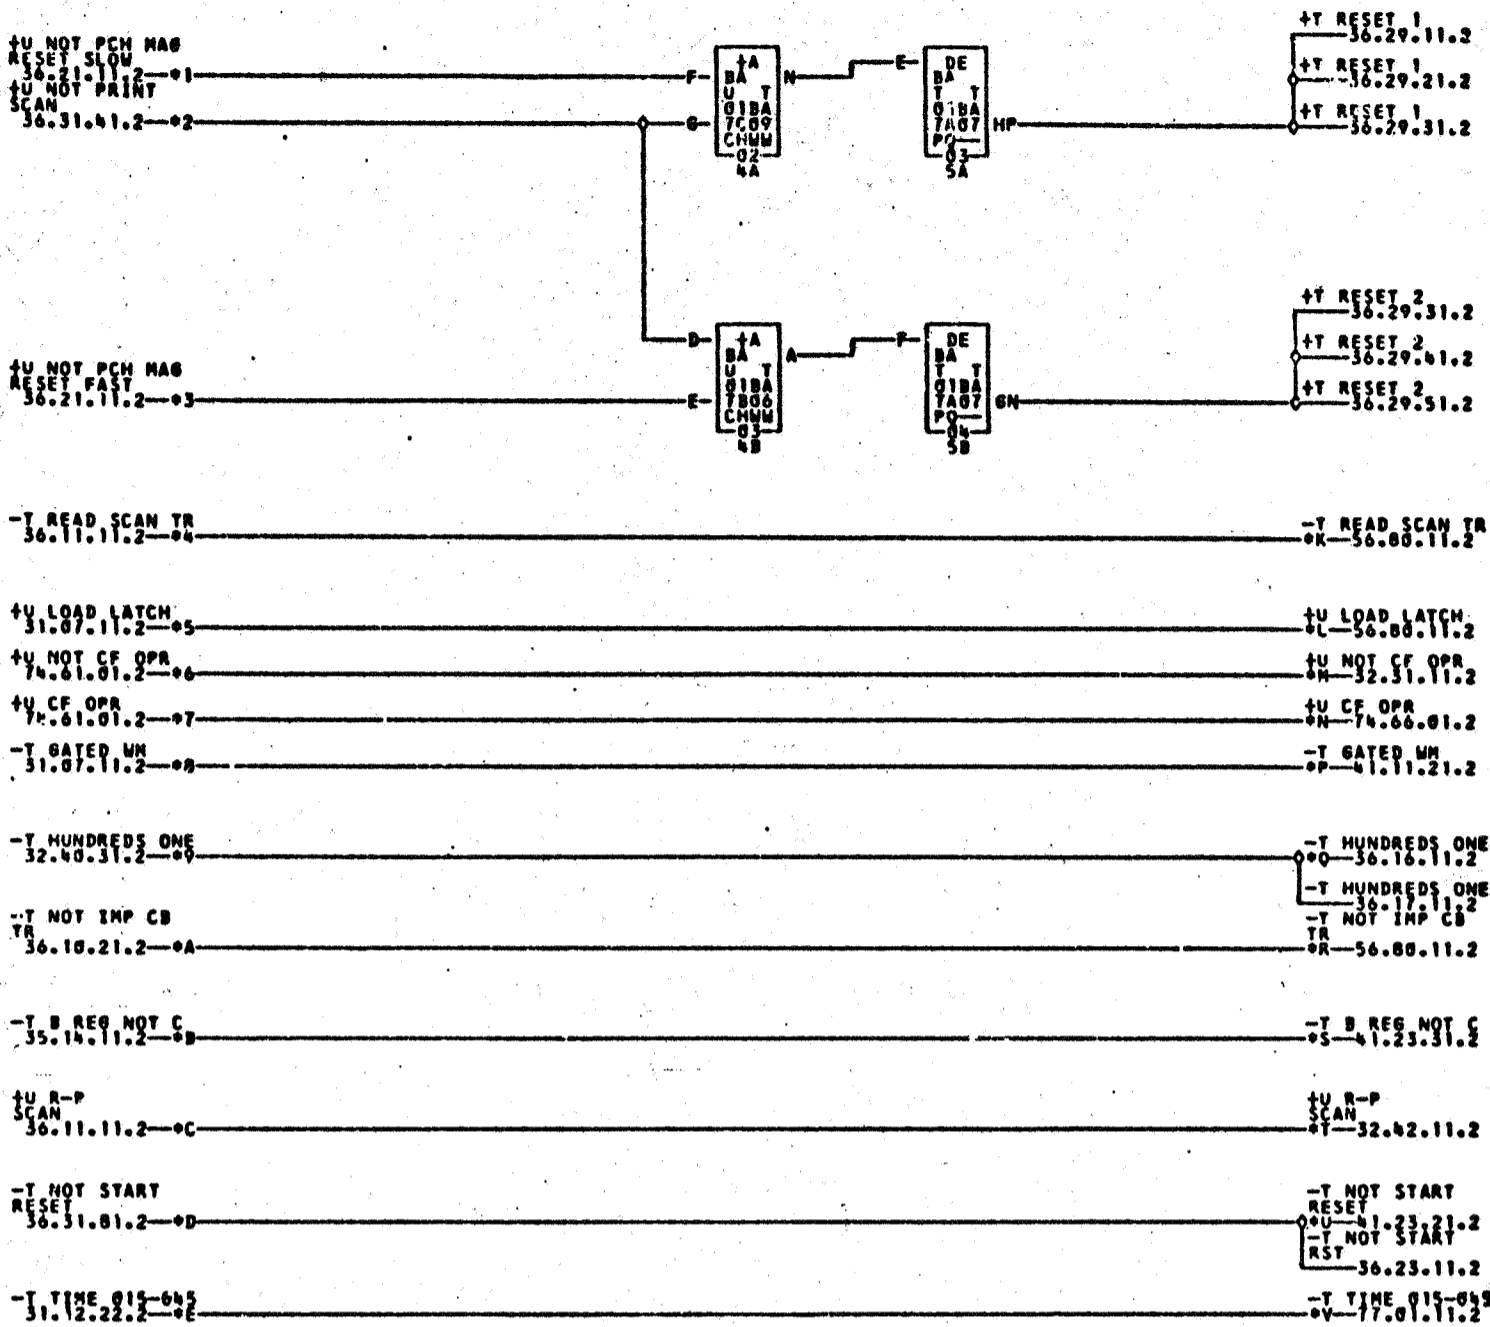 +U NOT PCH MAG
RESET SLOW
36.21.11.2—*1
+U NOT PRINT
SCAN
36.31.41.2—*2
F
G
+A
BA
U T
01BA
7C09
CHWW
02
4A
N
E
DE
BA
T T
01BA
7A07
PQ
03
5A
HP
+T RESET 1
36.29.11.2
+T RESET 1
36.29.21.2
+T RESET 1
36.29.31.2
+U NOT PCH MAG
RESET FAST
36.21.11.2—*3
D
E
+A
BA
U T
01BA
7B06
CHWW
03
4B
A
F
DE
BA
T T
01BA
7A07
PQ
04
5B
GN
+T RESET 2
36.29.31.2
+T RESET 2
36.29.41.2
+T RESET 2
36.29.51.2
-T READ SCAN TR
36.11.11.2—*4
-T READ SCAN TR
*K—56.80.11.2
+U LOAD LATCH
31.07.11.2—*5
+U LOAD LATCH
*L—56.80.11.2
+U NOT CF OPR
74.61.01.2—*6
+U NOT CF OPR
*M—32.31.11.2
+U CF OPR
74.61.01.2—*7
+U CF OPR
*N—74.66.01.2
-T GATED WM
31.07.11.2—*8
-T GATED WM
*P—41.11.21.2
-T HUNDREDS ONE
32.40.31.2—*9
-T HUNDREDS ONE
*Q—36.16.11.2
-T HUNDREDS ONE
36.17.11.2
-T NOT IMP CB
TR
36.10.21.2—*A
-T NOT IMP CB
TR
*R—56.80.11.2
-T B REG NOT C
35.14.11.2—*B
-T B REG NOT C
*S—41.23.31.2
+U R-P
SCAN
36.11.11.2—*C
+U R-P
SCAN
*T—32.42.11.2
-T NOT START
RESET
36.31.81.2—*D
-T NOT START
RESET
*U—41.23.21.2
-T NOT START
RST
36.23.11.2
-T TIME 015-045
31.12.22.2—*E
-T TIME 015-045
*V—77.01.11.2